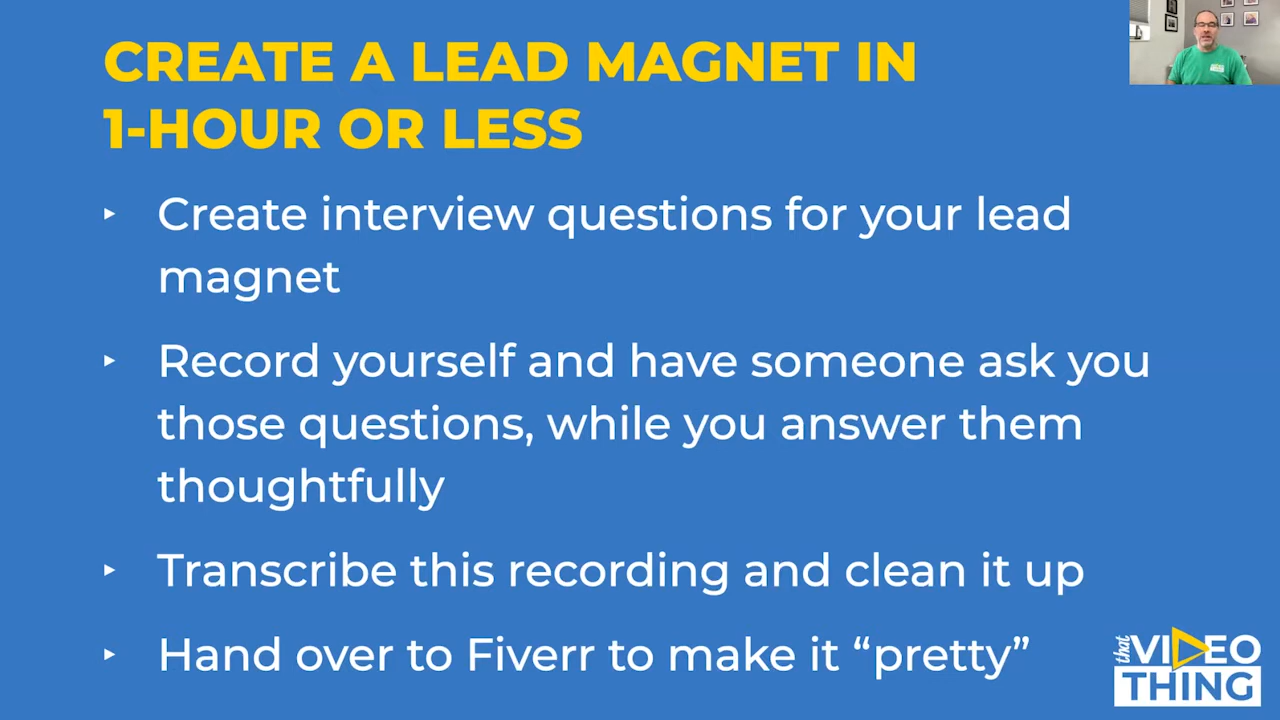 CREATE A LEAD MAGNET IN
1-HOUR OR LESS
‣ Create interview questions for your lead
magnet
‣ Record yourself and have someone ask you
those questions, while you answer them
thoughtfully
‣ Transcribe this recording and clean it up
‣ Hand over to Fiverr to make it “pretty”
that VIDEO
THING